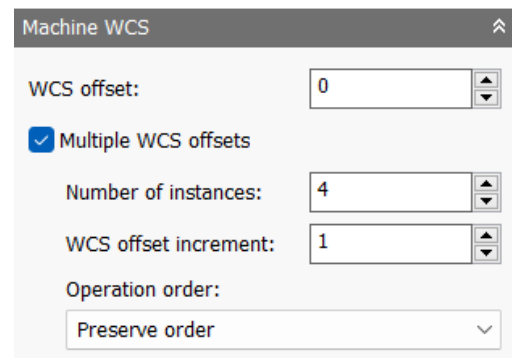 Machine WCS
WCS offset: 0
Multiple WCS offsets
Number of instances: 4
WCS offset increment: 1
Operation order:
Preserve order